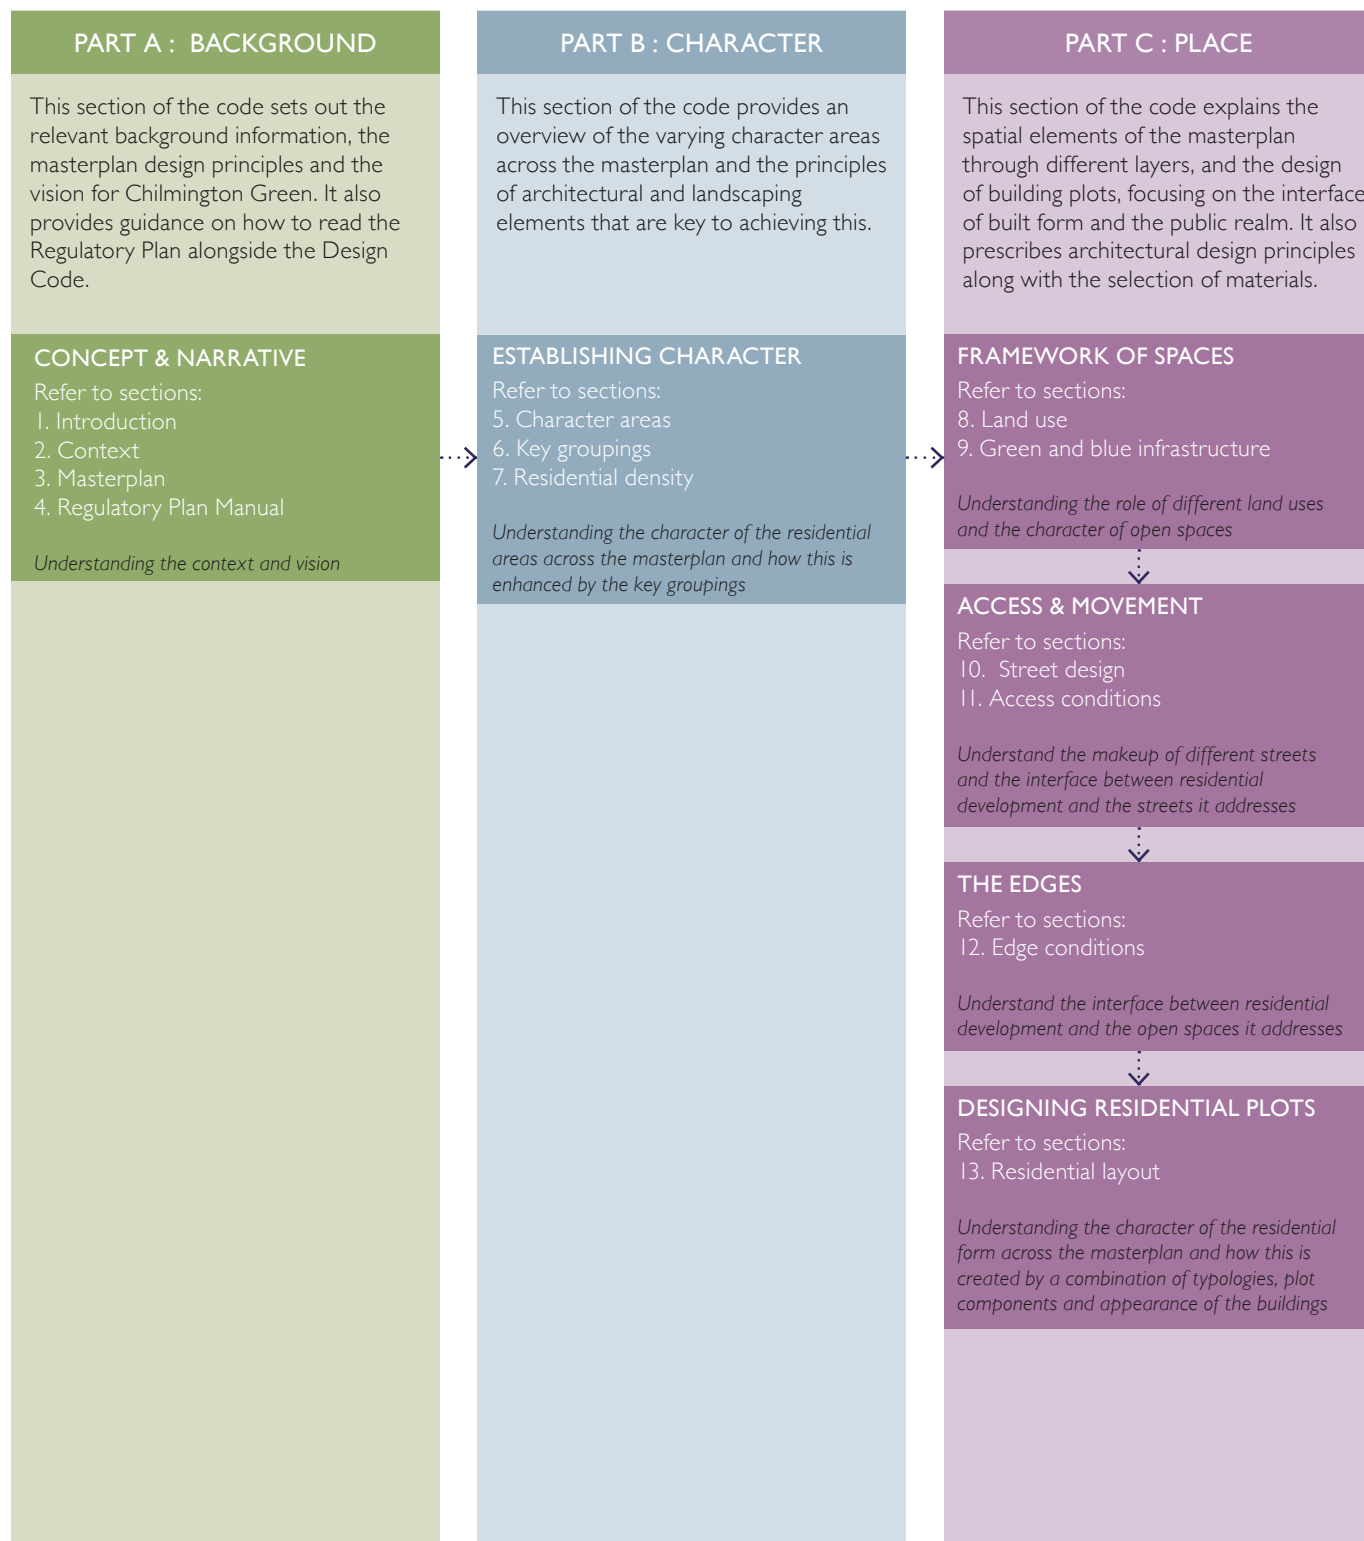 PART A :  BACKGROUND
This section of the code sets out the
relevant background information, the
masterplan design principles and the
vision for Chilmington Green. It also
provides guidance on how to read the
Regulatory Plan alongside the Design
Code.
CONCEPT & NARRATIVE
Refer to sections:
1. Introduction
2. Context
3. Masterplan
4. Regulatory Plan Manual
Understanding the context and vision
PART B : CHARACTER
This section of the code provides an
overview of the varying character areas
across the masterplan and the principles
of architectural and landscaping
elements that are key to achieving this.
ESTABLISHING CHARACTER
Refer to sections:
5. Character areas
6. Key groupings
7. Residential density
Understanding the character of the residential
areas across the masterplan and how this is
enhanced by the key groupings
PART C : PLACE
This section of the code explains the
spatial elements of the masterplan
through different layers, and the design
of building plots, focusing on the interface
of built form and the public realm. It also
prescribes architectural design principles
along with the selection of materials.
FRAMEWORK OF SPACES
Refer to sections:
8. Land use
9. Green and blue infrastructure
Understanding the role of different land uses
and the character of open spaces
ACCESS & MOVEMENT
Refer to sections:
10.  Street design
11. Access conditions
Understand the makeup of different streets
and the interface between residential
development and the streets it addresses
THE EDGES
Refer to sections:
12. Edge conditions
Understand the interface between residential
development and the open spaces it addresses
DESIGNING RESIDENTIAL PLOTS
Refer to sections:
13. Residential layout
Understanding the character of the residential
form across the masterplan and how this is
created by a combination of typologies, plot
components and appearance of the buildings